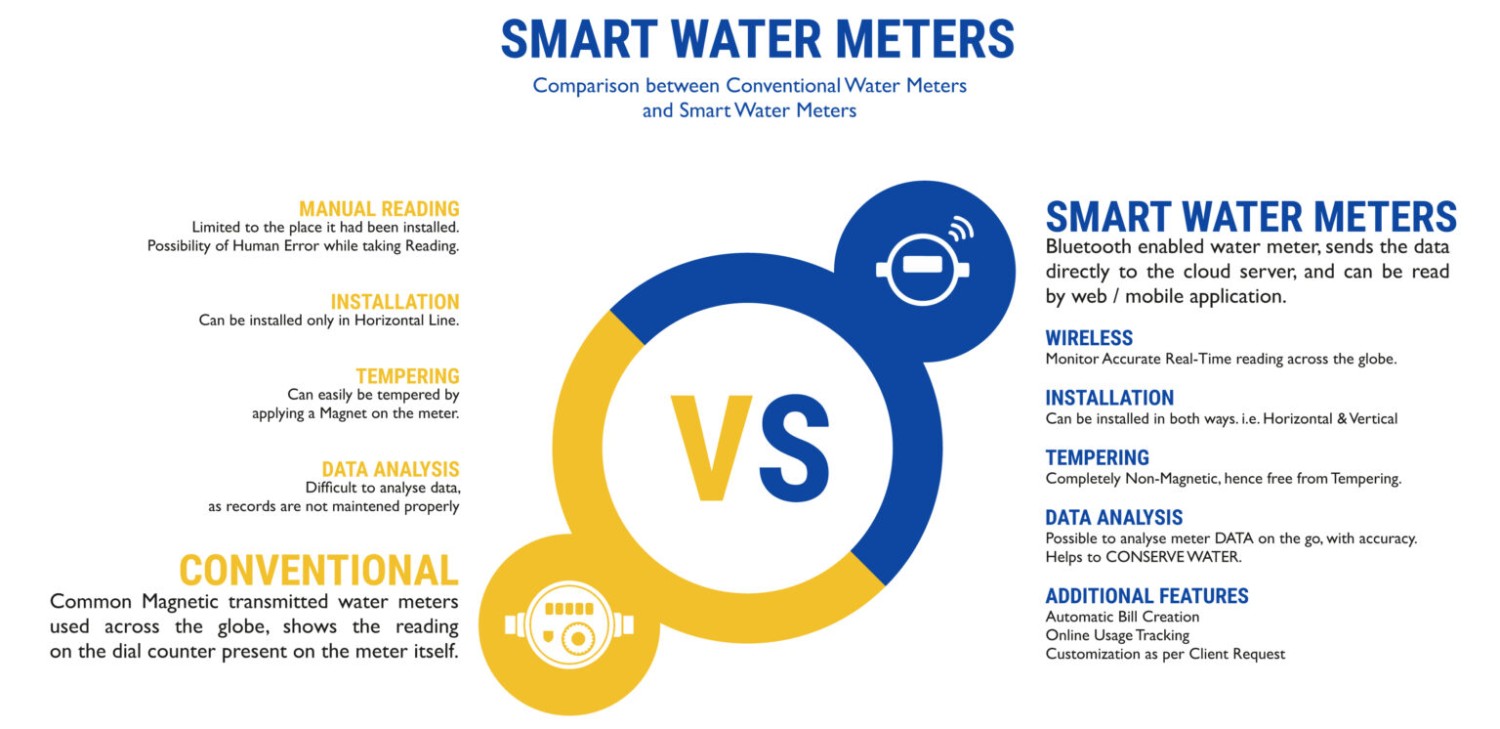 SMART WATER METERS
Comparison between Conventional Water Meters
and Smart Water Meters
MANUAL READING
Limited to the place it had been installed.
Possibility of Human Error while taking Reading.
INSTALLATION
Can be installed only in Horizontal Line.
TEMPERING
Can easily be tempered by
applying a Magnet on the meter.
DATA ANALYSIS
Difficult to analyse data,
as records are not maintened properly
CONVENTIONAL
Common Magnetic transmitted water meters
used across the globe, shows the reading
on the dial counter present on the meter itself.
VS
SMART WATER METERS
Bluetooth enabled water meter, sends the data
directly to the cloud server, and can be read
by web / mobile application.
WIRELESS
Monitor Accurate Real-Time reading across the globe.
INSTALLATION
Can be installed in both ways. i.e. Horizontal & Vertical
TEMPERING
Completely Non-Magnetic, hence free from Tempering.
DATA ANALYSIS
Possible to analyse meter DATA on the go, with accuracy.
Helps to CONSERVE WATER.
ADDITIONAL FEATURES
Automatic Bill Creation
Online Usage Tracking
Customization as per Client Request